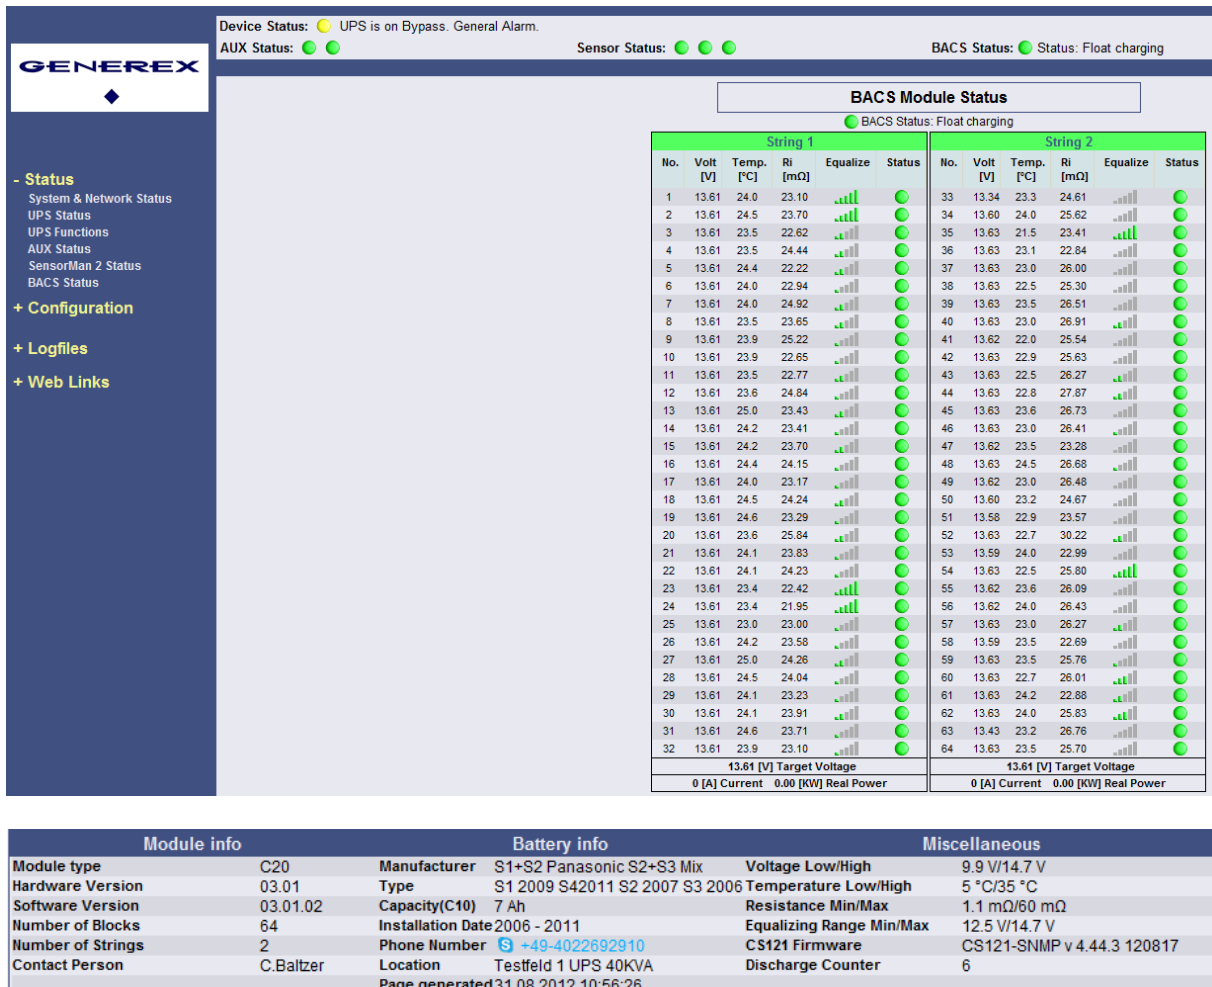 Device Status: UPS is on Bypass. General Alarm.
AUX Status: Sensor Status: BACS Status: Status: Float charging
GENEREX
- Status
System & Network Status
UPS Status
UPS Functions
AUX Status
SensorMan 2 Status
BACS Status
+ Configuration
+ Logfiles
+ Web Links
BACS Module Status
BACS Status: Float charging
String 1 String 2
No. Volt [V] Temp. [°C] Ri [mΩ] Equalize Status No. Volt [V] Temp. [°C] Ri [mΩ] Equalize Status
1 13.61 24.0 23.10 33 13.34 23.3 24.61
2 13.61 24.5 23.70 34 13.60 24.0 25.62
3 13.61 23.5 22.62 35 13.63 21.5 23.41
4 13.61 23.5 24.44 36 13.63 23.1 22.84
5 13.61 24.4 22.22 37 13.63 23.0 26.00
6 13.61 24.0 22.94 38 13.63 22.5 25.30
7 13.61 24.0 24.92 39 13.63 23.5 26.51
8 13.61 23.5 23.65 40 13.63 23.0 26.91
9 13.61 23.9 25.22 41 13.62 22.0 25.54
10 13.61 23.9 22.65 42 13.63 22.9 25.63
11 13.61 23.5 22.77 43 13.63 22.5 26.27
12 13.61 23.6 24.84 44 13.63 22.8 27.87
13 13.61 25.0 23.43 45 13.63 23.6 26.73
14 13.61 24.2 23.41 46 13.63 23.0 26.41
15 13.61 24.2 23.70 47 13.62 23.5 23.28
16 13.61 24.4 24.15 48 13.63 24.5 26.68
17 13.61 24.0 23.17 49 13.62 23.0 26.48
18 13.61 24.5 24.24 50 13.60 23.2 24.67
19 13.61 24.6 23.29 51 13.58 22.9 23.57
20 13.61 23.6 25.84 52 13.63 22.7 30.22
21 13.61 24.1 23.83 53 13.59 24.0 22.99
22 13.61 24.1 24.23 54 13.63 22.5 25.80
23 13.61 23.4 22.42 55 13.62 23.6 26.09
24 13.61 23.4 21.95 56 13.62 24.0 26.43
25 13.61 23.0 23.00 57 13.63 23.0 26.27
26 13.61 24.2 23.58 58 13.59 23.5 22.69
27 13.61 25.0 24.26 59 13.63 23.5 25.76
28 13.61 24.5 24.04 60 13.63 22.7 26.01
29 13.61 24.1 23.23 61 13.63 24.2 22.88
30 13.61 24.1 23.91 62 13.63 24.0 25.83
31 13.61 24.6 23.71 63 13.43 23.2 26.76
32 13.61 23.9 23.10 64 13.63 23.5 25.70
13.61 [V] Target Voltage 13.61 [V] Target Voltage
0 [A] Current 0.00 [KW] Real Power 0 [A] Current 0.00 [KW] Real Power
Module info Battery info Miscellaneous
Module type C20 Manufacturer S1+S2 Panasonic S2+S3 Mix Voltage Low/High 9.9 V/14.7 V
Hardware Version 03.01 Type S1 2009 S42011 S2 2007 S3 2006 Temperature Low/High 5 °C/35 °C
Software Version 03.01.02 Capacity(C10) 7 Ah Resistance Min/Max 1.1 mΩ/60 mΩ
Number of Blocks 64 Installation Date 2006 - 2011 Equalizing Range Min/Max 12.5 V/14.7 V
Number of Strings 2 Phone Number +49-4022692910 CS121 Firmware CS121-SNMP v 4.44.3 120817
Contact Person C.Baltzer Location Testfeld 1 UPS 40KVA Discharge Counter 6
Page generated 31.08.2012 10:56:26